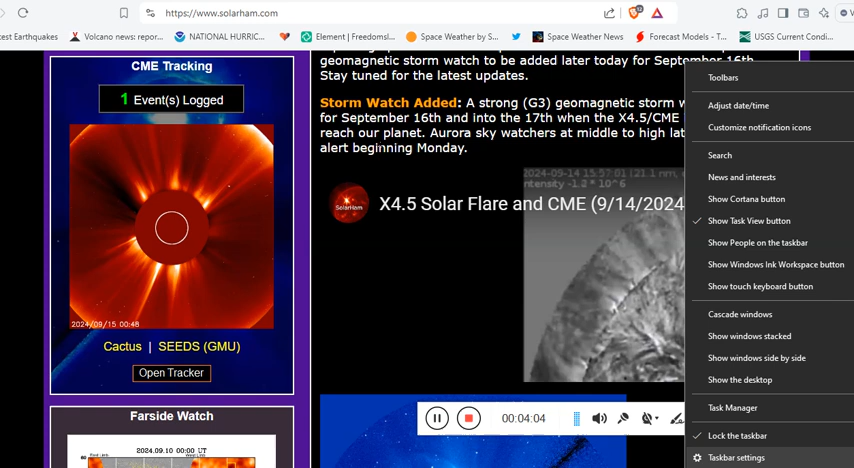 https://www.solarham.com
est Earthquakes
Volcano news: repor...
NATIONAL HURRIC...
Element | Freedomsl...
Space Weather by S...
Space Weather News
Forecast Models - T...
USGS Current Condi...
CME Tracking
1 Event(s) Logged
2024/09/15 00:48
Cactus | SEEDS (GMU)
Open Tracker
Farside Watch
2024.09.10 00:00 UT
geomagnetic storm watch to be added later today for September 16th.
Stay tuned for the latest updates.
Storm Watch Added: A strong (G3) geomagnetic storm w
for September 16th and into the 17th when the X4.5/CME
reach our planet. Aurora sky watchers at middle to high lat
alert beginning Monday.
2024-09-14 15:57:01 (21.1 nm,
ntensity -1.2 * 10^6
SolarHam
X4.5 Solar Flare and CME (9/14/2024
00:04:04
Toolbars
Adjust date/time
Customize notification icons
Search
News and interests
Show Cortana button
Show Task View button
Show People on the taskbar
Show Windows Ink Workspace button
Show touch keyboard button
Cascade windows
Show windows stacked
Show windows side by side
Show the desktop
Task Manager
Lock the taskbar
Taskbar settings